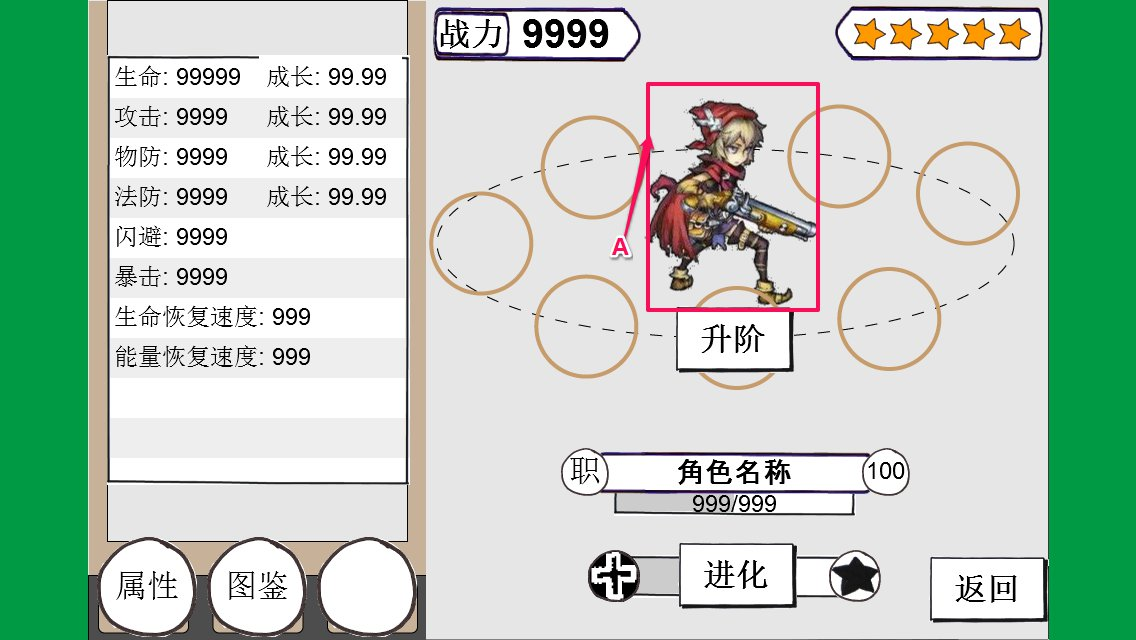 战力 9999
生命: 99999 成长: 99.99
攻击: 9999 成长: 99.99
物防: 9999 成长: 99.99
法防: 9999 成长: 99.99
闪避: 9999
暴击: 9999
生命恢复速度: 999
能量恢复速度: 999
A
升阶
职 角色名称 100
999/999
进化
属性 图鉴
返回